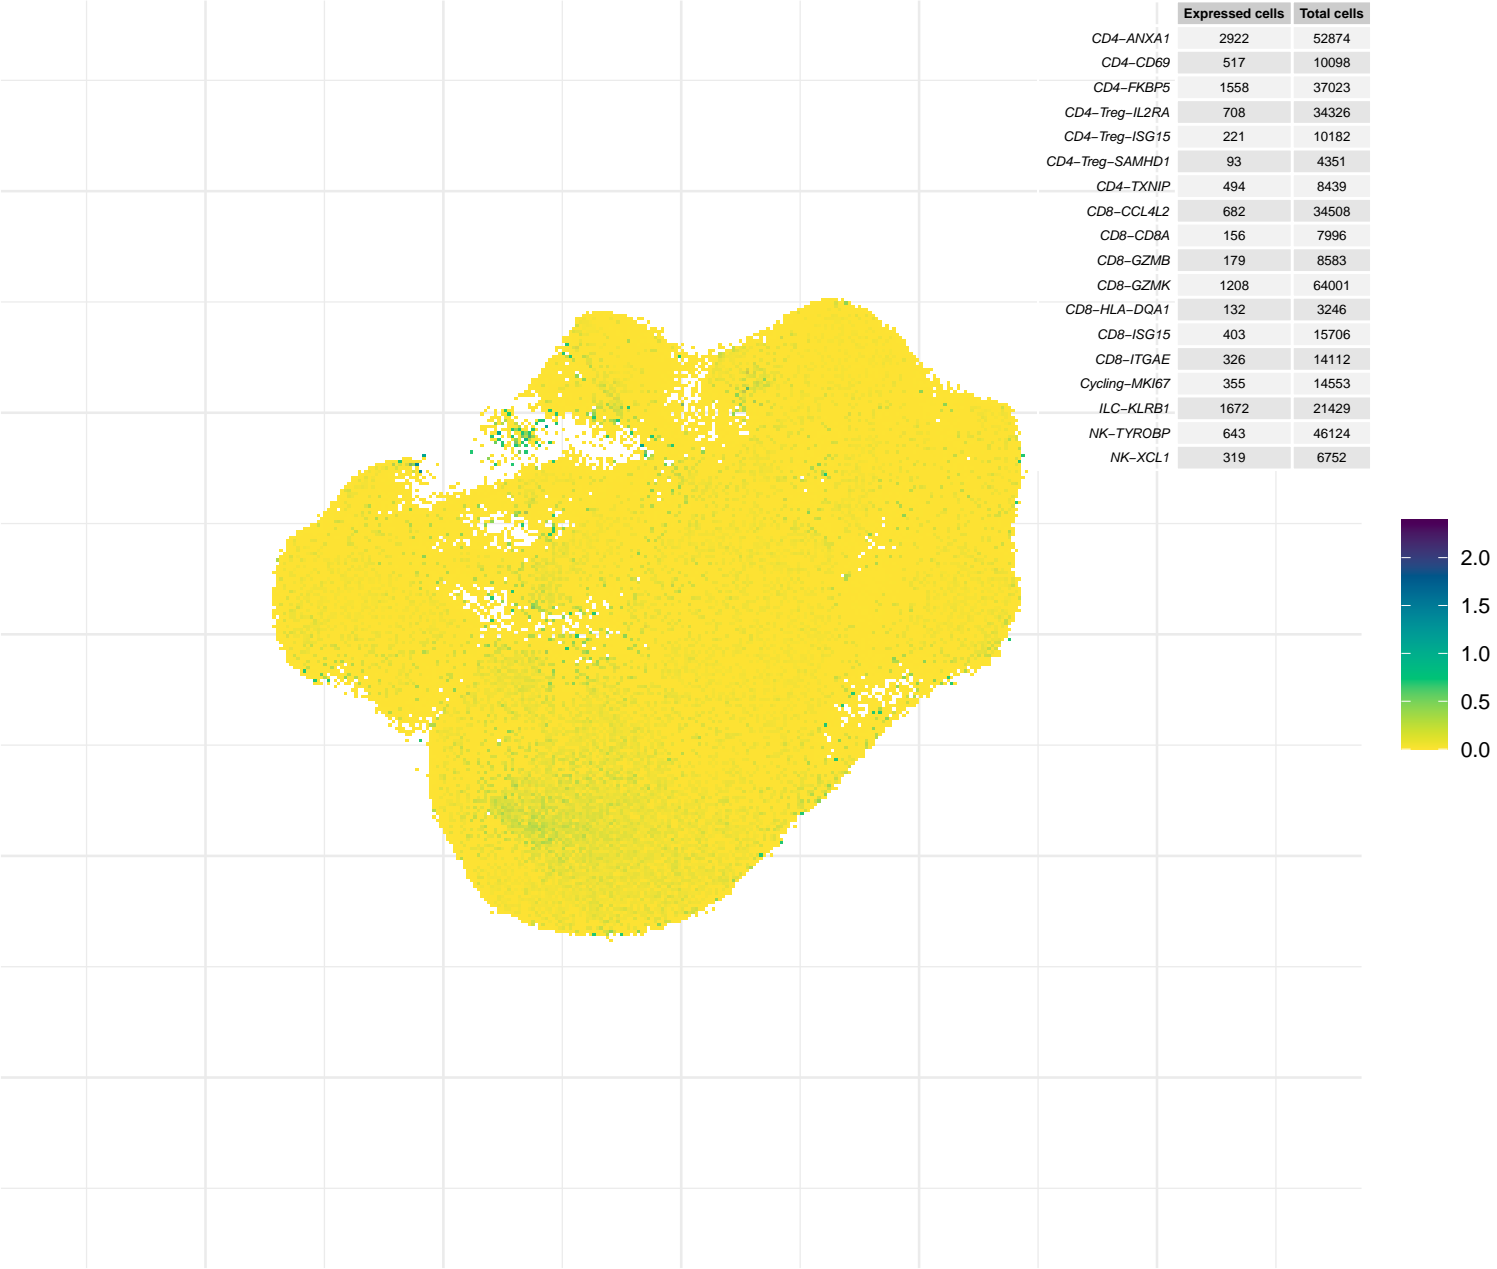 Expressed cells Total cells
CD4−ANXA1 2922 52874
CD4−CD69 517 10098
CD4−FKBP5 1558 37023
CD4−Treg−IL2RA 708 34326
CD4−Treg−ISG15 221 10182
CD4−Treg−SAMHD1 93 4351
CD4−TXNIP 494 8439
CD8−CCL4L2 682 34508
CD8−CD8A 156 7996
CD8−GZMB 179 8583
CD8−GZMK 1208 64001
CD8−HLA−DQA1 132 3246
CD8−ISG15 403 15706
CD8−ITGAE 326 14112
Cycling−MKI67 355 14553
ILC−KLRB1 1672 21429
NK−TYROBP 643 46124
NK−XCL1 319 6752
2.0
1.5
1.0
0.5
0.0